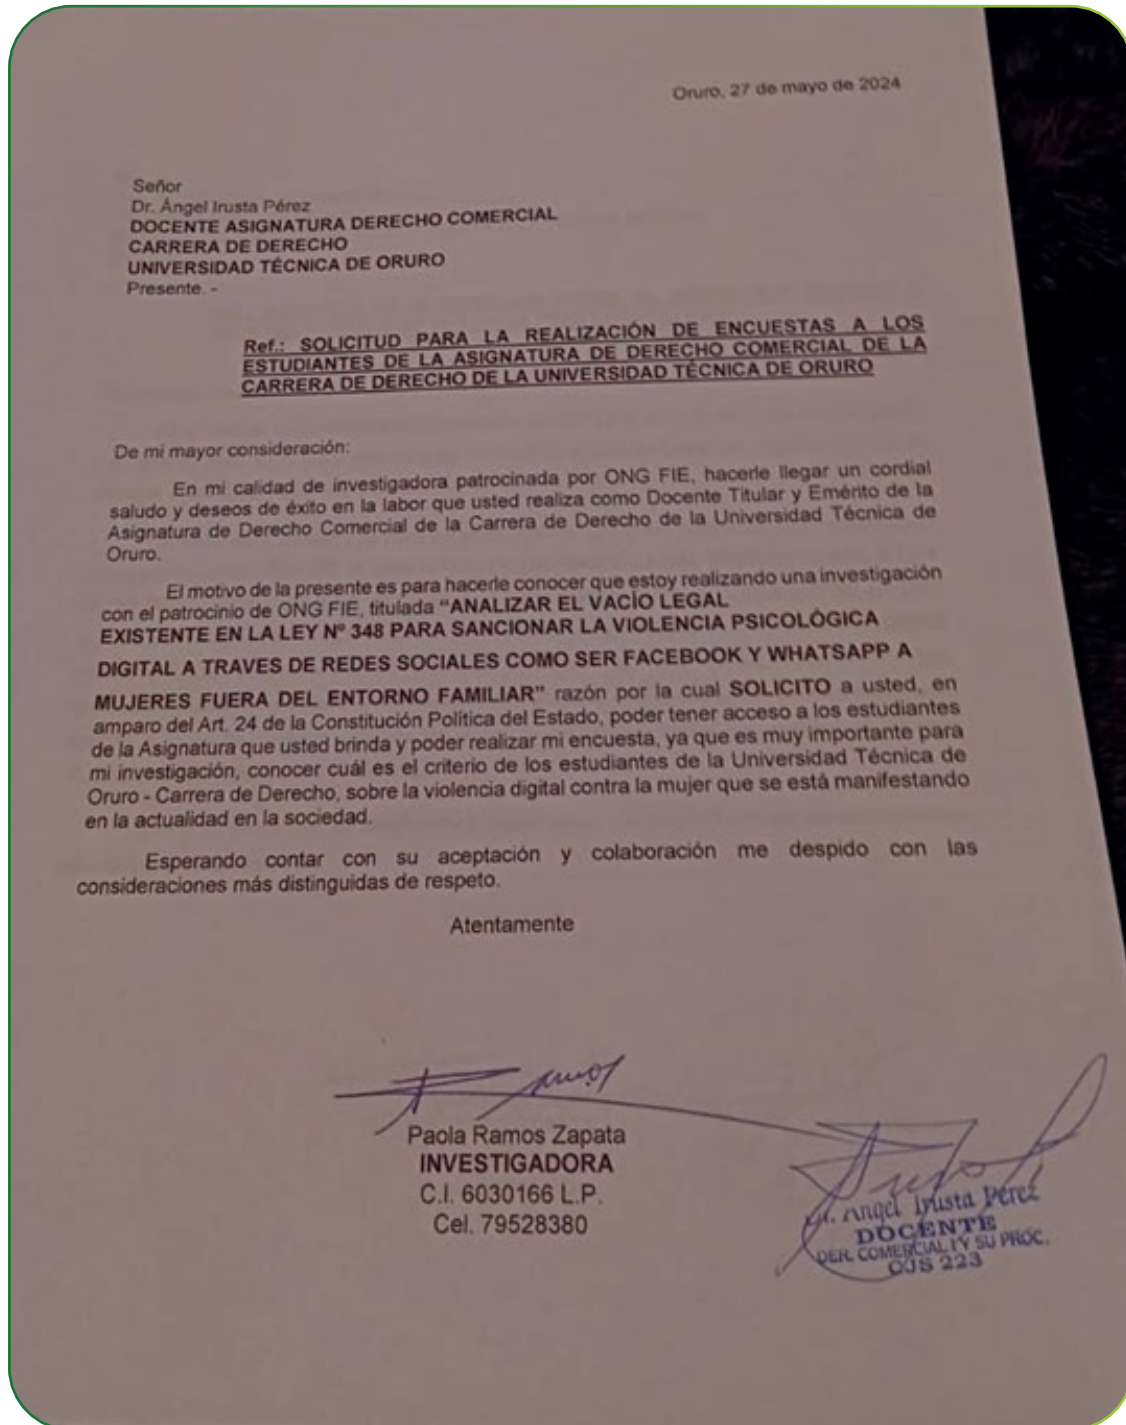 Oruro, 27 de mayo de 2024
Señor
Dr. Ángel Irusta Pérez
DOCENTE ASIGNATURA DERECHO COMERCIAL
CARRERA DE DERECHO
UNIVERSIDAD TÉCNICA DE ORURO
Presente. -
Ref.: SOLICITUD PARA LA REALIZACIÓN DE ENCUESTAS A LOS
ESTUDIANTES DE LA ASIGNATURA DE DERECHO COMERCIAL DE LA
CARRERA DE DERECHO DE LA UNIVERSIDAD TÉCNICA DE ORURO
De mi mayor consideración:
En mi calidad de investigadora patrocinada por ONG FIE, hacerle llegar un cordial
saludo y deseos de éxito en la labor que usted realiza como Docente Titular y Emérito de la
Asignatura de Derecho Comercial de la Carrera de Derecho de la Universidad Técnica de
Oruro.
El motivo de la presente es para hacerle conocer que estoy realizando una investigación
con el patrocinio de ONG FIE, titulada "ANALIZAR EL VACÍO LEGAL
EXISTENTE EN LA LEY Nº 348 PARA SANCIONAR LA VIOLENCIA PSICOLÓGICA
DIGITAL A TRAVES DE REDES SOCIALES COMO SER FACEBOOK Y WHATSAPP A
MUJERES FUERA DEL ENTORNO FAMILIAR" razón por la cual SOLICITO a usted, en
amparo del Art. 24 de la Constitución Política del Estado, poder tener acceso a los estudiantes
de la Asignatura que usted brinda y poder realizar mi encuesta, ya que es muy importante para
mi investigación, conocer cuál es el criterio de los estudiantes de la Universidad Técnica de
Oruro - Carrera de Derecho, sobre la violencia digital contra la mujer que se está manifestando
en la actualidad en la sociedad.
Esperando contar con su aceptación y colaboración me despido con las
consideraciones más distinguidas de respeto.
Atentamente
Paola Ramos Zapata
INVESTIGADORA
C.I. 6030166 L.P.
Cel. 79528380
Angel Irusta Pérez
DOCENTE
DER. COMERCIAL I Y SU PROC.
OJS 223